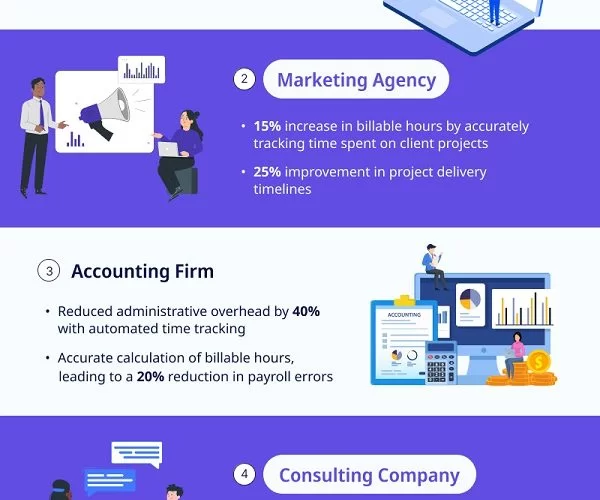 2
Marketing Agency
• 15% increase in billable hours by accurately
tracking time spent on client projects
• 25% improvement in project delivery
timelines
3
Accounting Firm
• Reduced administrative overhead by 40%
with automated time tracking
• Accurate calculation of billable hours,
leading to a 20% reduction in payroll errors
ACCOUNTING
$
4
Consulting Company